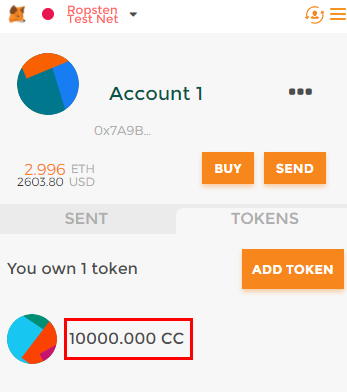 Ropsten
Test Net
Account 1
0x7A9B...
2.996 ETH
2603.80 USD
BUY
SEND
SENT
TOKENS
You own 1 token
ADD TOKEN
10000.000 CC